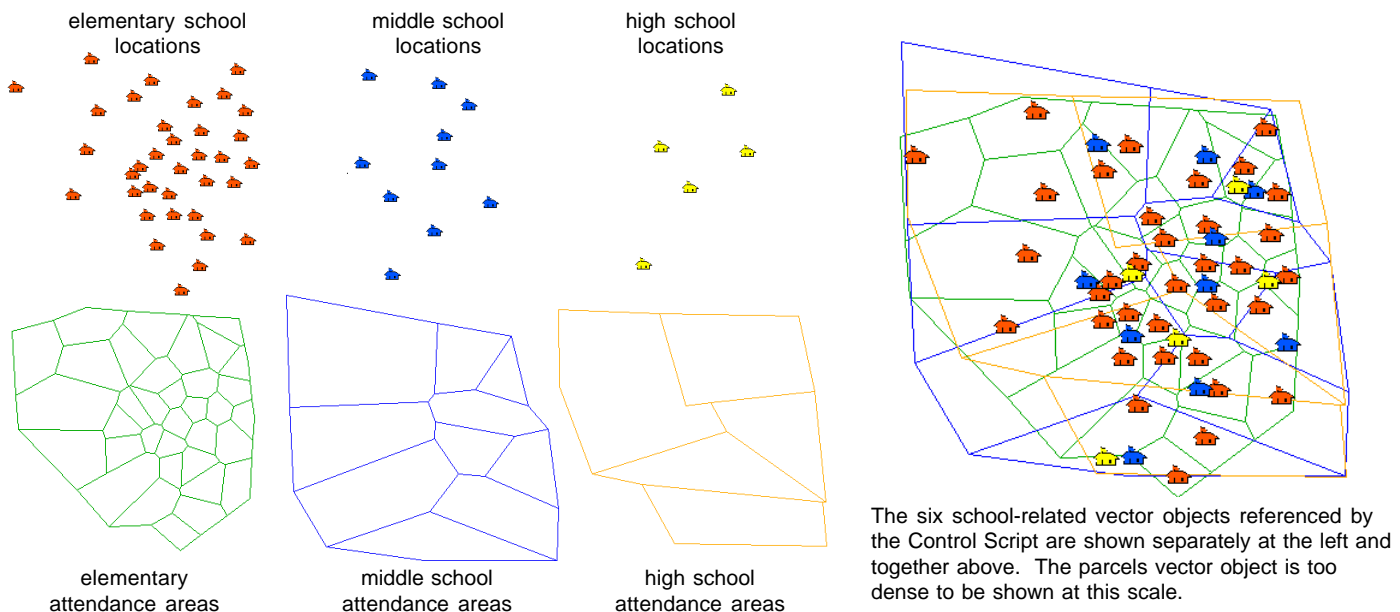 elementary school
locations
middle school
locations
high school
locations
elementary
attendance areas
middle school
attendance areas
high school
attendance areas
The six school-related vector objects referenced by
the Control Script are shown separately at the left and
together above.  The parcels vector object is too
dense to be shown at this scale.